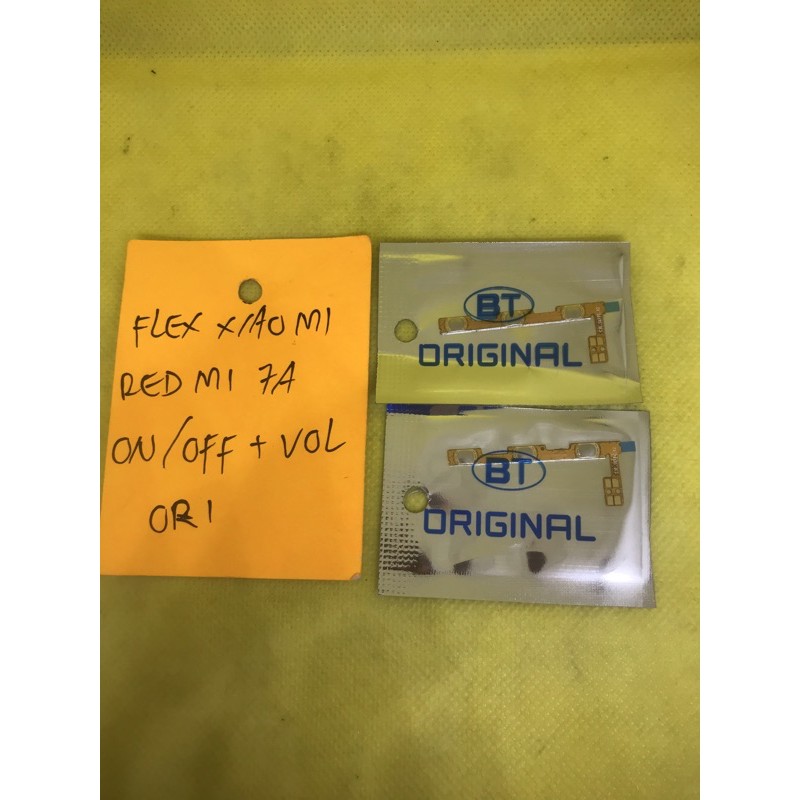 FLEX XIAOMI
REDMI 7A
ON/OFF + VOL
ORI
BT
ORIGINAL
BT
ORIGINAL